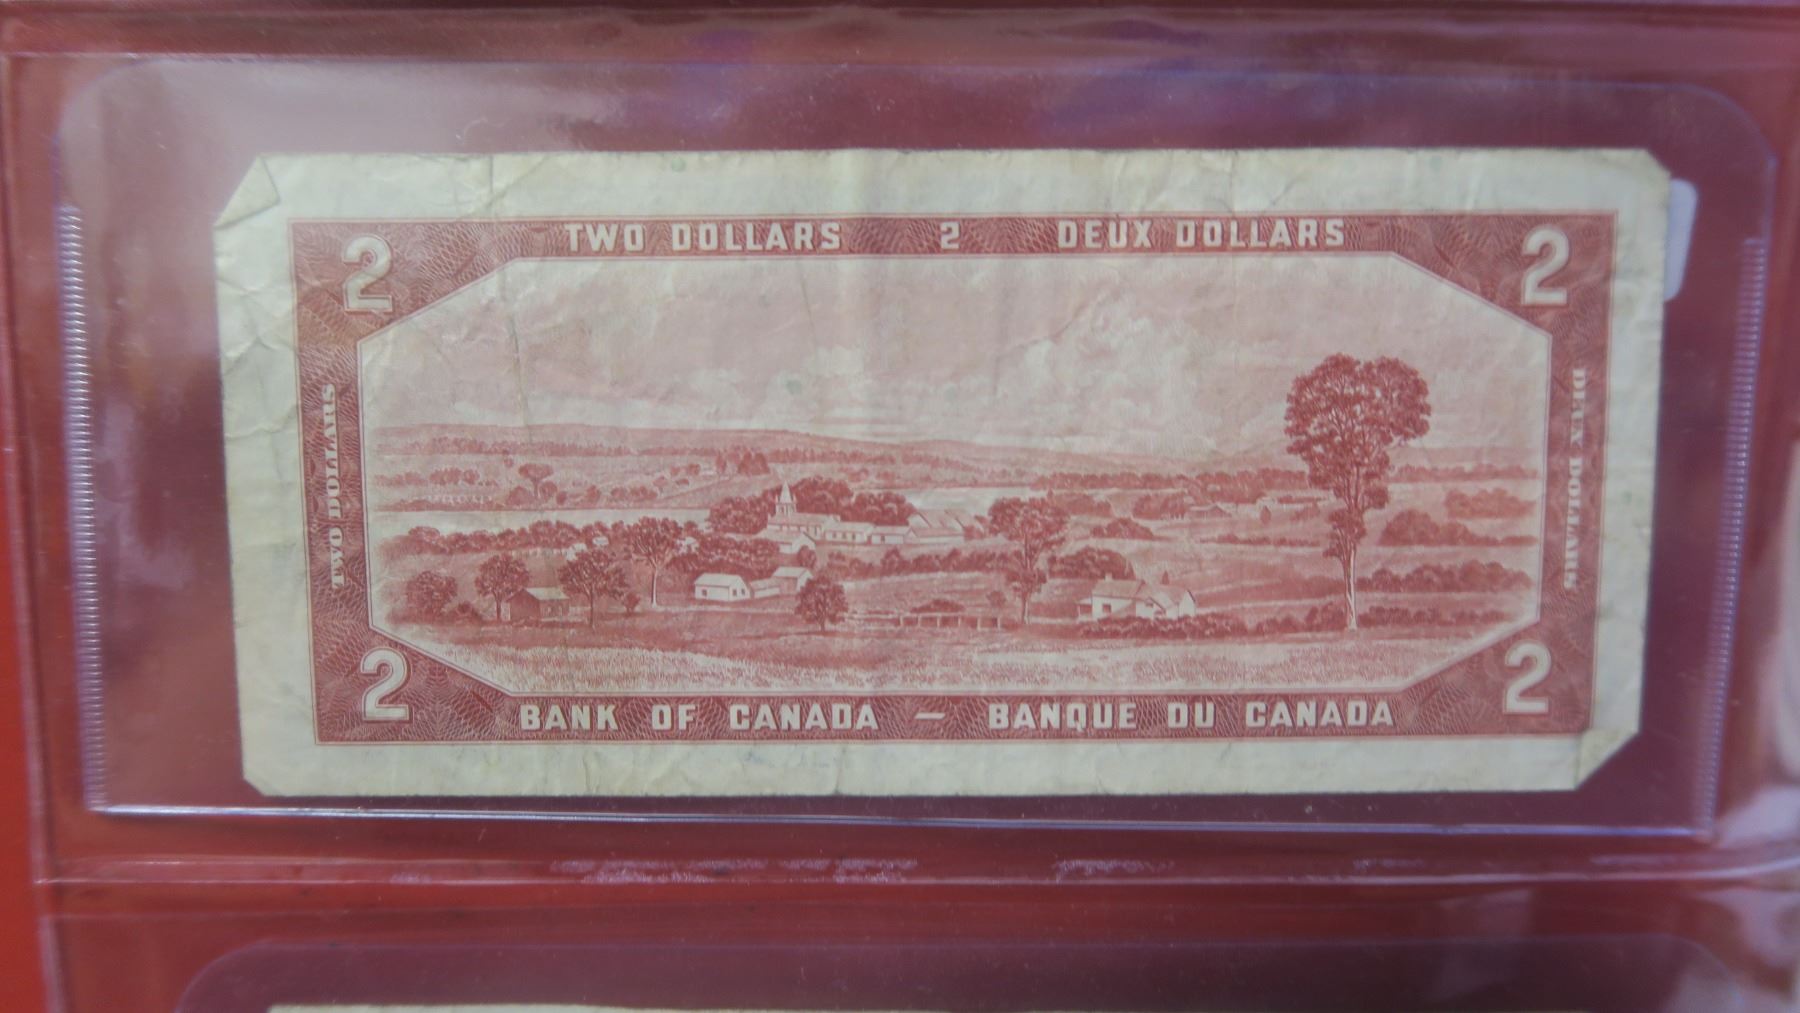 TWO DOLLARS 2 DEUX DOLLARS
2 2
TWO DOLLARS
DEUX DOLLARS
2 2
BANK OF CANADA — BANQUE DU CANADA